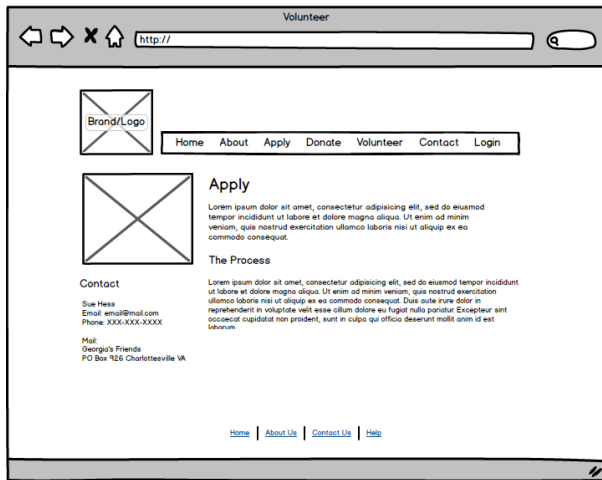 Volunteer
http://
Brand/Logo
Home About Apply Donate Volunteer Contact Login
Apply
Lorem ipsum dolor sit amet, consectetur adipisicing elit, sed do eiusmod
tempor incididunt ut labore et dolore magna aliqua. Ut enim ad minim
veniam, quis nostrud exercitation ullamco laboris nisi ut aliquip ex ea
commodo consequat.
The Process
Lorem ipsum dolor sit amet, consectetur adipisicing elit, sed do eiusmod tempor incididunt
ut labore et dolore magna aliqua. Ut enim ad minim veniam, quis nostrud exercitation
ullamco laboris nisi ut aliquip ex ea commodo consequat. Duis aute irure dolor in
reprehenderit in voluptate velit esse cillum dolore eu fugiat nulla pariatur. Excepteur sint
occaecat cupidatat non proident, sunt in culpa qui officia deserunt mollit anim id est
laborum
Contact
Sue Hess
Email: email@mail.com
Phone: XXX-XXX-XXXX
Mail:
Georgia's Friends
PO Box 926 Charlottesville VA
Home About Us Contact Us Help